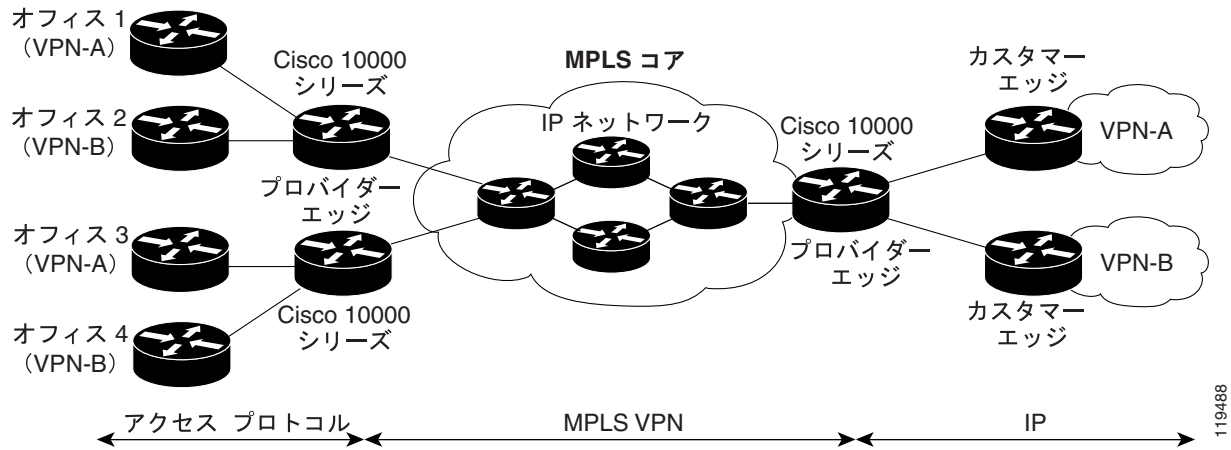 オフィス 1
（VPN-A）
Cisco 10000
シリーズ
オフィス 2
（VPN-B）
プロバイダー
エッジ
オフィス 3
（VPN-A）
Cisco 10000
シリーズ
オフィス 4
（VPN-B）
MPLS コア
IP ネットワーク
Cisco 10000
シリーズ
プロバイダー
エッジ
カスタマー
エッジ
VPN-A
VPN-B
カスタマー
エッジ
アクセス プロトコル
MPLS VPN
IP
119488